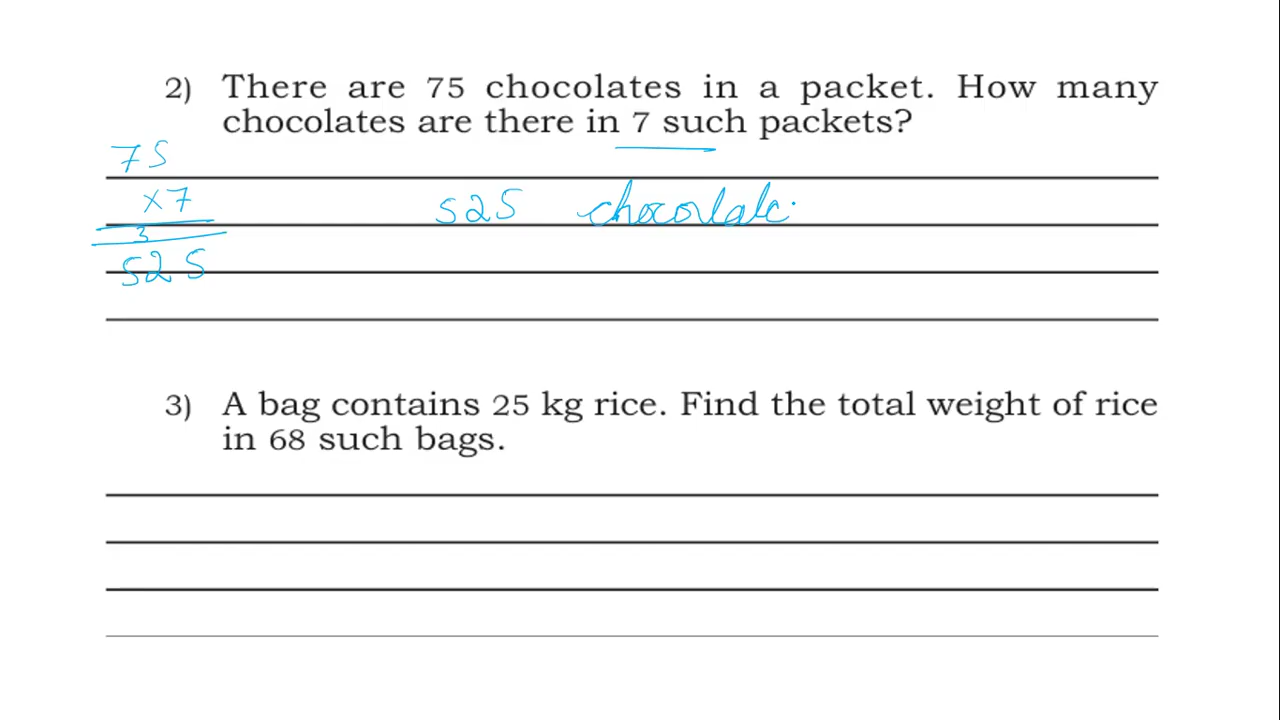 2) There are 75 chocolates in a packet. How many
chocolates are there in 7 such packets?
75
×7
525 chocorlate.
3
525
3) A bag contains 25 kg rice. Find the total weight of rice
in 68 such bags.